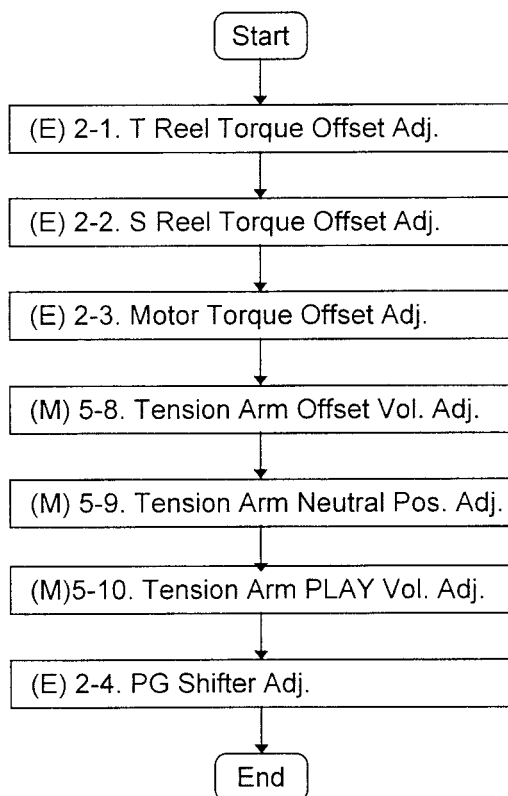 Start
(E) 2-1. T Reel Torque Offset Adj.
(E) 2-2. S Reel Torque Offset Adj.
(E) 2-3. Motor Torque Offset Adj.
(M) 5-8. Tension Arm Offset Vol. Adj.
(M) 5-9. Tension Arm Neutral Pos. Adj.
(M)5-10. Tension Arm PLAY Vol. Adj.
(E) 2-4. PG Shifter Adj.
End